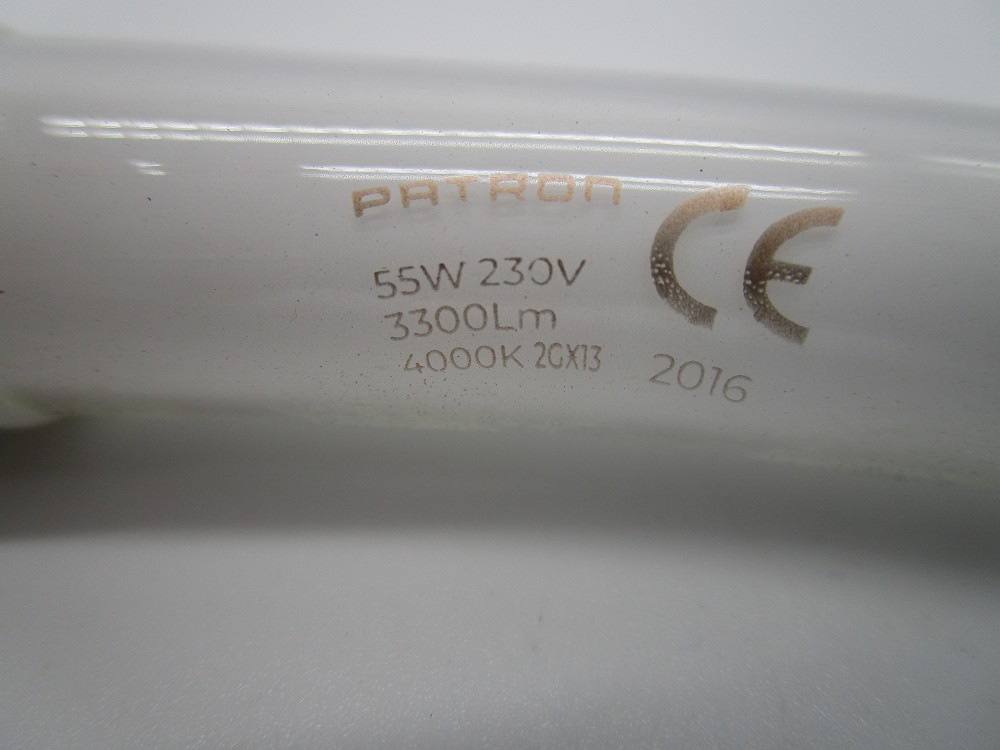 PATRON
CE
55W 230V
3300Lm
4000K 2GX13
2016